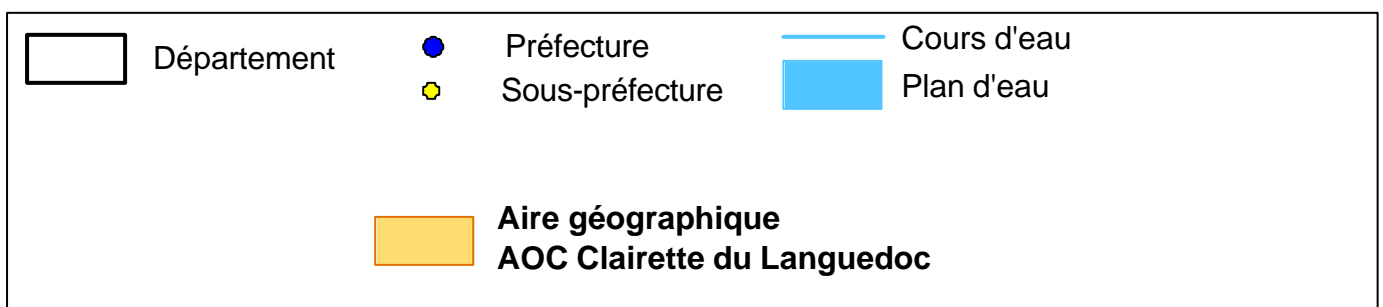 Département
Préfecture
Sous-préfecture
Cours d'eau
Plan d'eau
Aire géographique
AOC Clairette du Languedoc